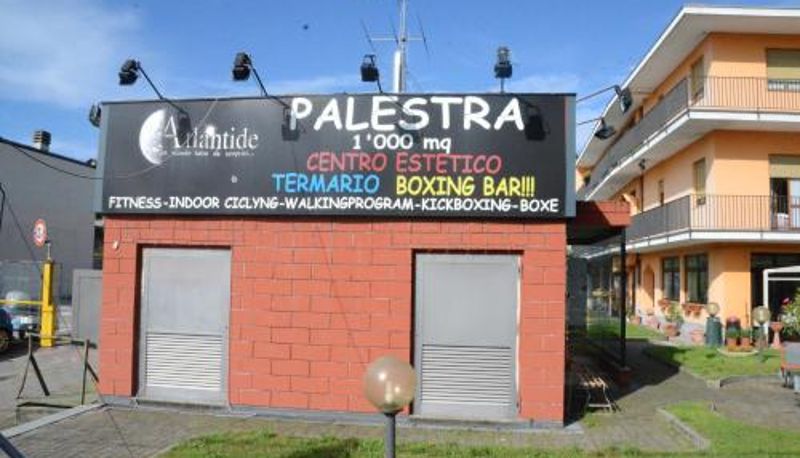 Atlantide
PALESTRA
1'000 mq
CENTRO ESTETICO
TERMARIO BOXING BAR!!!
FITNESS-INDOOR CICLYNG-WALKINGPROGRAM-KICKBOXING-BOXE